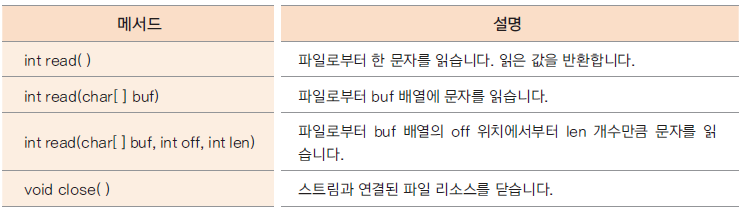 메서드 설명
int read( ) 파일로부터 한 문자를 읽습니다. 읽은 값을 반환합니다.
int read(char[ ] buf) 파일로부터 buf 배열에 문자를 읽습니다.
int read(char[ ] buf, int off, int len) 파일로부터 buf 배열의 off 위치에서부터 len 개수만큼 문자를 읽
습니다.
void close( ) 스트림과 연결된 파일 리소스를 닫습니다.